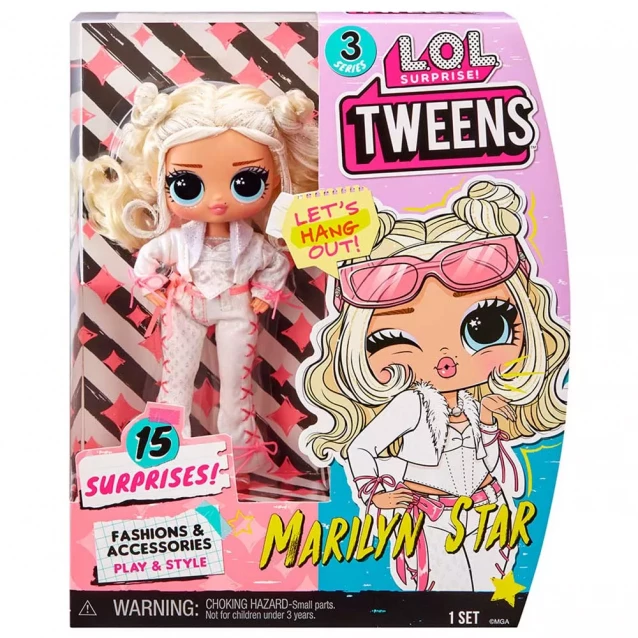 3
SERIES
L.O.L.
SURPRISE!
TWEENS
LET'S
HANG
OUT!
15
SURPRISES!
FASHIONS &
ACCESSORIES
PLAY & STYLE
MARILYN STAR
WARNING: CHOKING HAZARD-Small parts.
Not for children under 3 years.
1 SET ©MGA